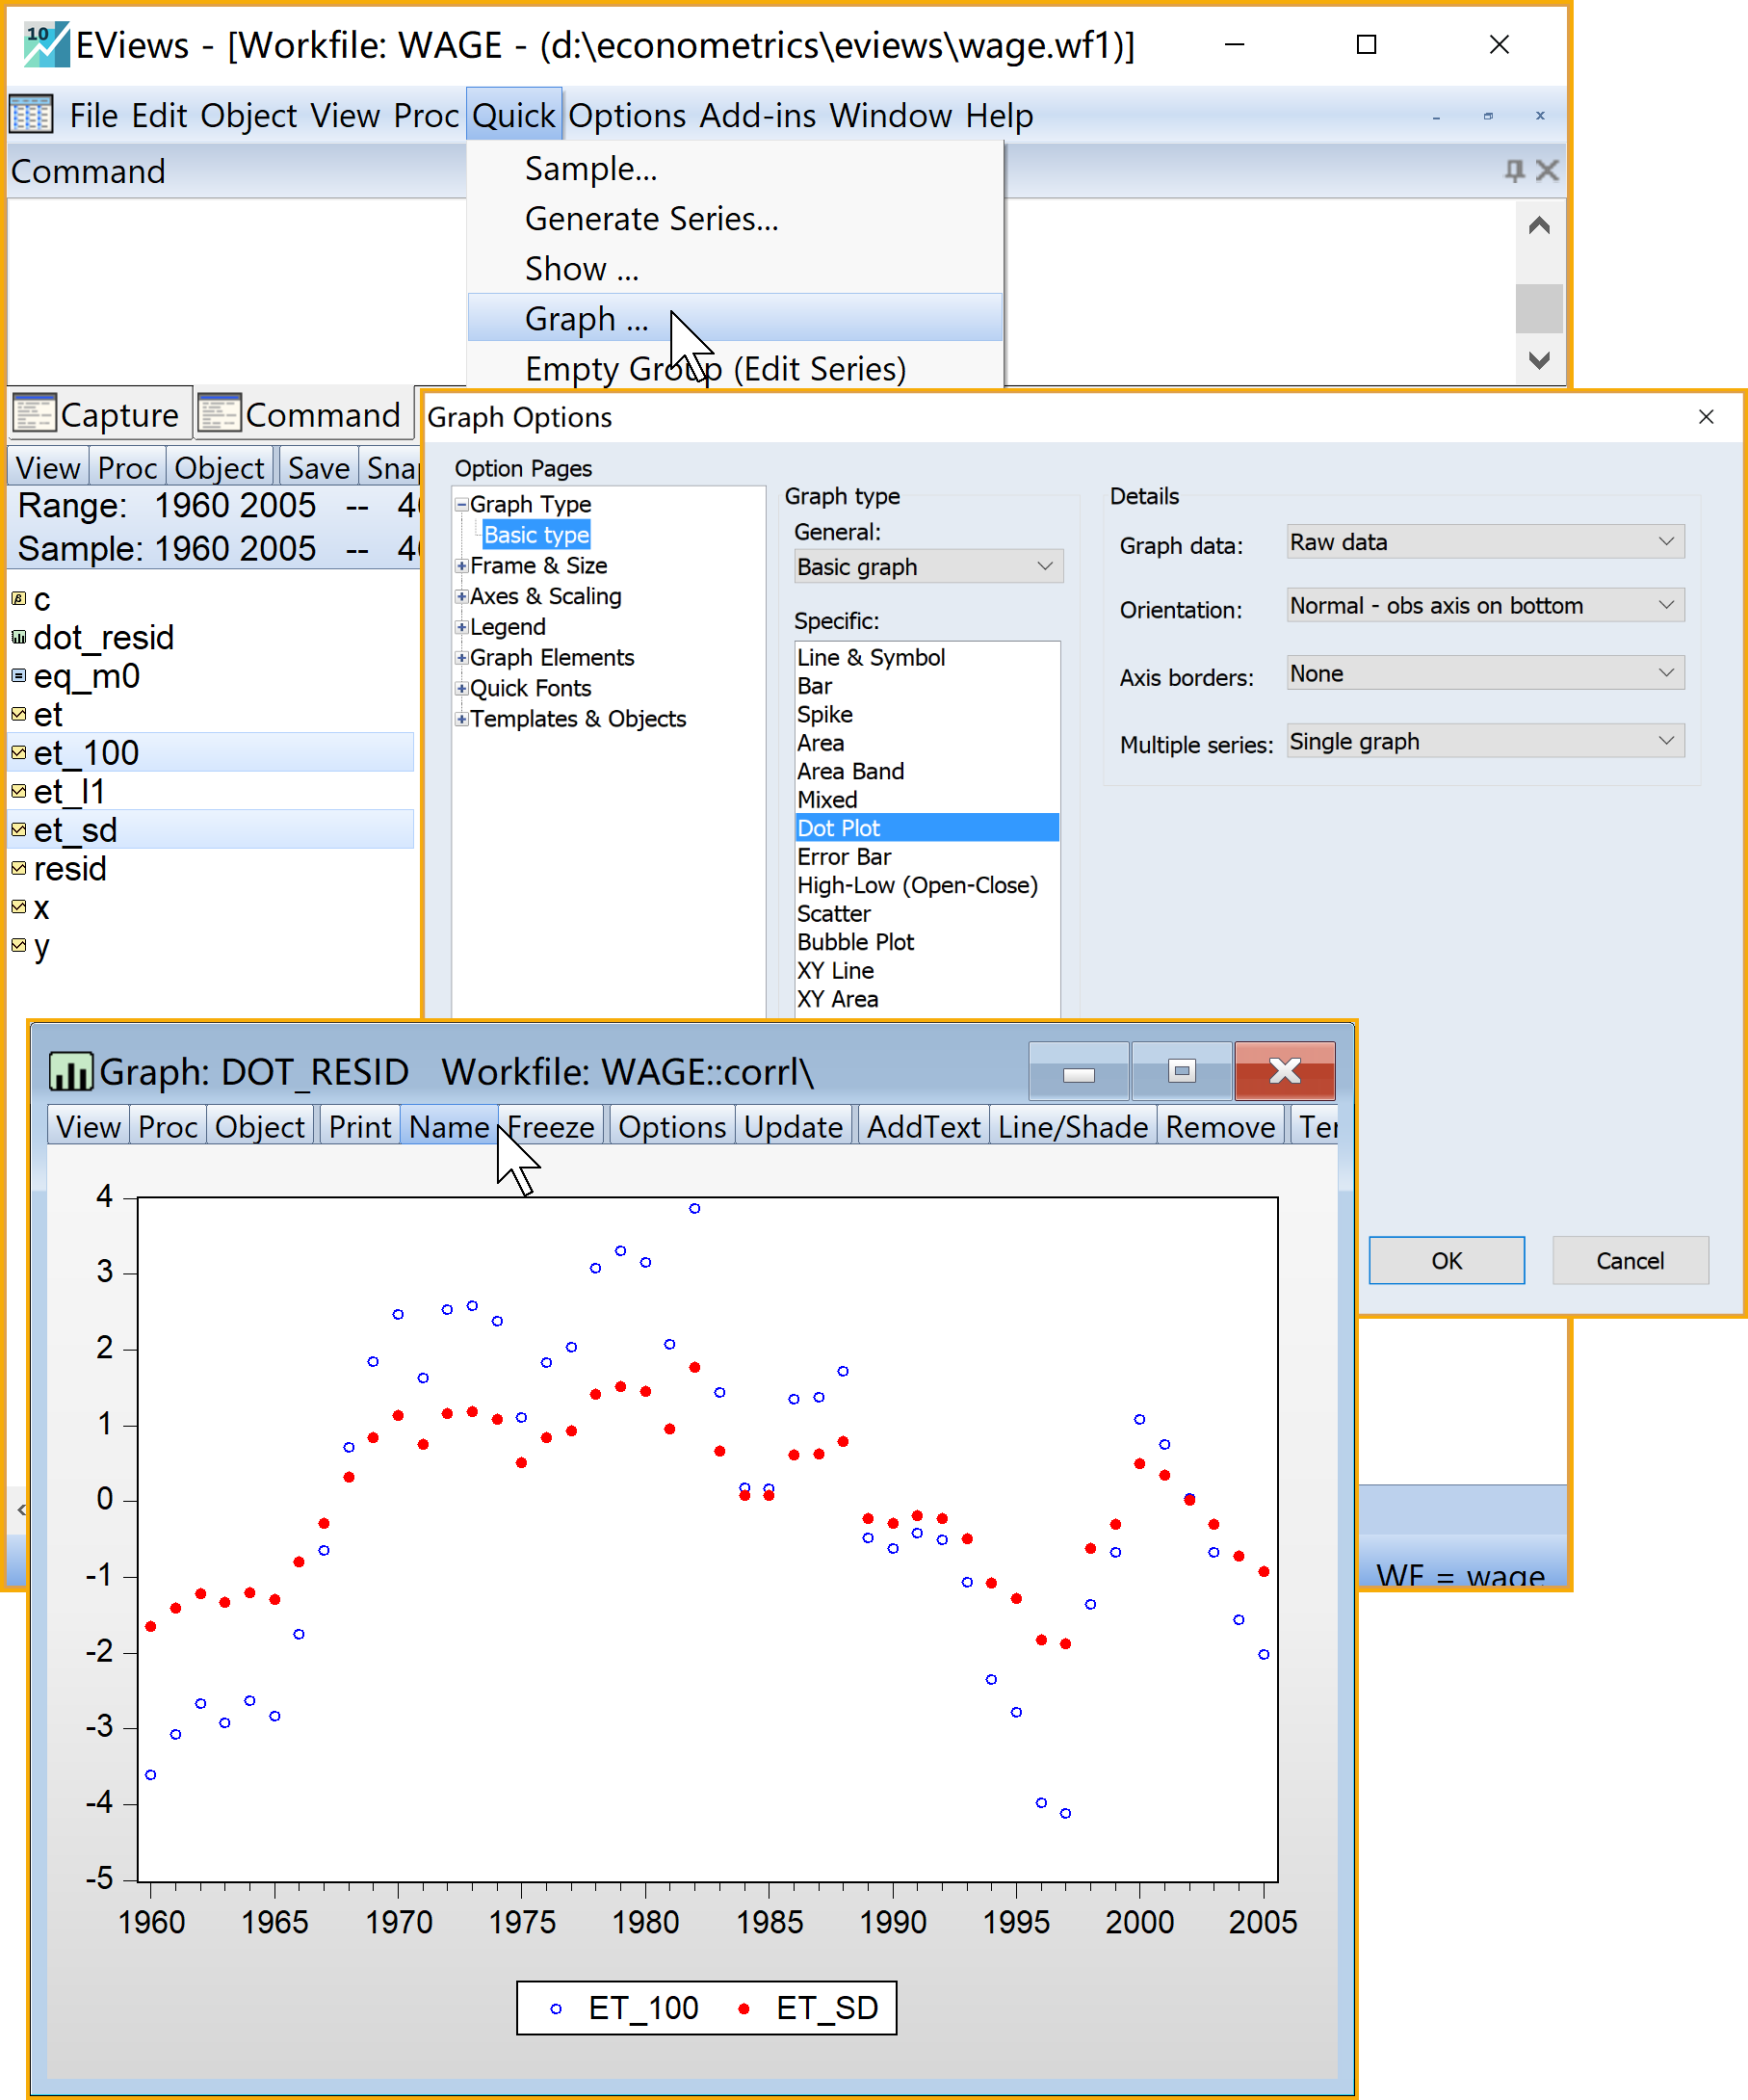 10 EViews - [Workfile: WAGE - (d:\econometrics\eviews\wage.wf1)]
File Edit Object View Proc Quick Options Add-ins Window Help
Command
Sample...
Generate Series...
Show ...
Graph ...
Empty Group (Edit Series)
Capture Command
View Proc Object Save
Range: 1960 2005 --
Sample: 1960 2005 --
c
dot_resid
eq_m0
et
et_100
et_l1
et_sd
resid
x
y
Graph Options
Option Pages
Graph Type
Basic type
Frame & Size
Axes & Scaling
Legend
Graph Elements
Quick Fonts
Templates & Objects
Graph type
General:
Basic graph
Specific:
Line & Symbol
Bar
Spike
Area
Area Band
Mixed
Dot Plot
Error Bar
High-Low (Open-Close)
Scatter
Bubble Plot
XY Line
XY Area
Details
Graph data: Raw data
Orientation: Normal - obs axis on bottom
Axis borders: None
Multiple series: Single graph
OK Cancel
WF = wage
Graph: DOT_RESID Workfile: WAGE::corrl\
View Proc Object Print Name Freeze Options Update AddText Line/Shade Remove
4
3
2
1
0
-1
-2
-3
-4
-5
1960 1965 1970 1975 1980 1985 1990 1995 2000 2005
ET_100 ET_SD